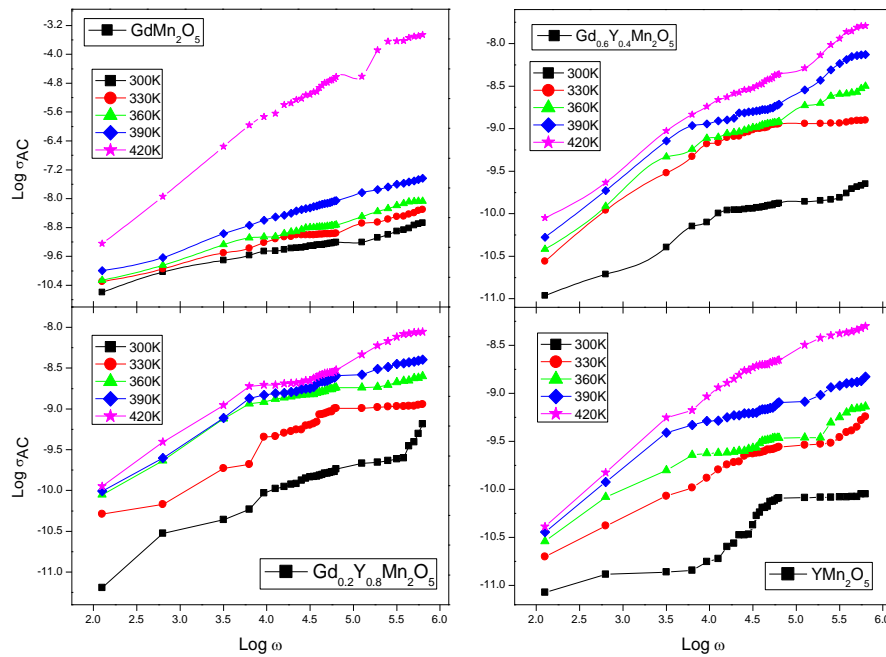 GdMn₂O₅
300K
330K
360K
390K
420K
Log σAC
-3.2
-4.0
-4.8
-5.6
-6.4
-7.2
-8.0
-8.8
-9.6
-10.4
Gd₀.₆Y₀.₄Mn₂O₅
300K
330K
360K
390K
420K
Log σAC
-8.0
-8.5
-9.0
-9.5
-10.0
-10.5
-11.0
300K
330K
360K
390K
420K
Gd₀.₂Y₀.₈Mn₂O₅
Log σAC
-8.0
-8.5
-9.0
-9.5
-10.0
-10.5
-11.0
2.0 2.5 3.0 3.5 4.0 4.5 5.0 5.5 6.0
Log ω
300K
330K
360K
390K
420K
YMn₂O₅
Log σAC
-8.5
-9.0
-9.5
-10.0
-10.5
-11.0
2.0 2.5 3.0 3.5 4.0 4.5 5.0 5.5 6.0
Log ω